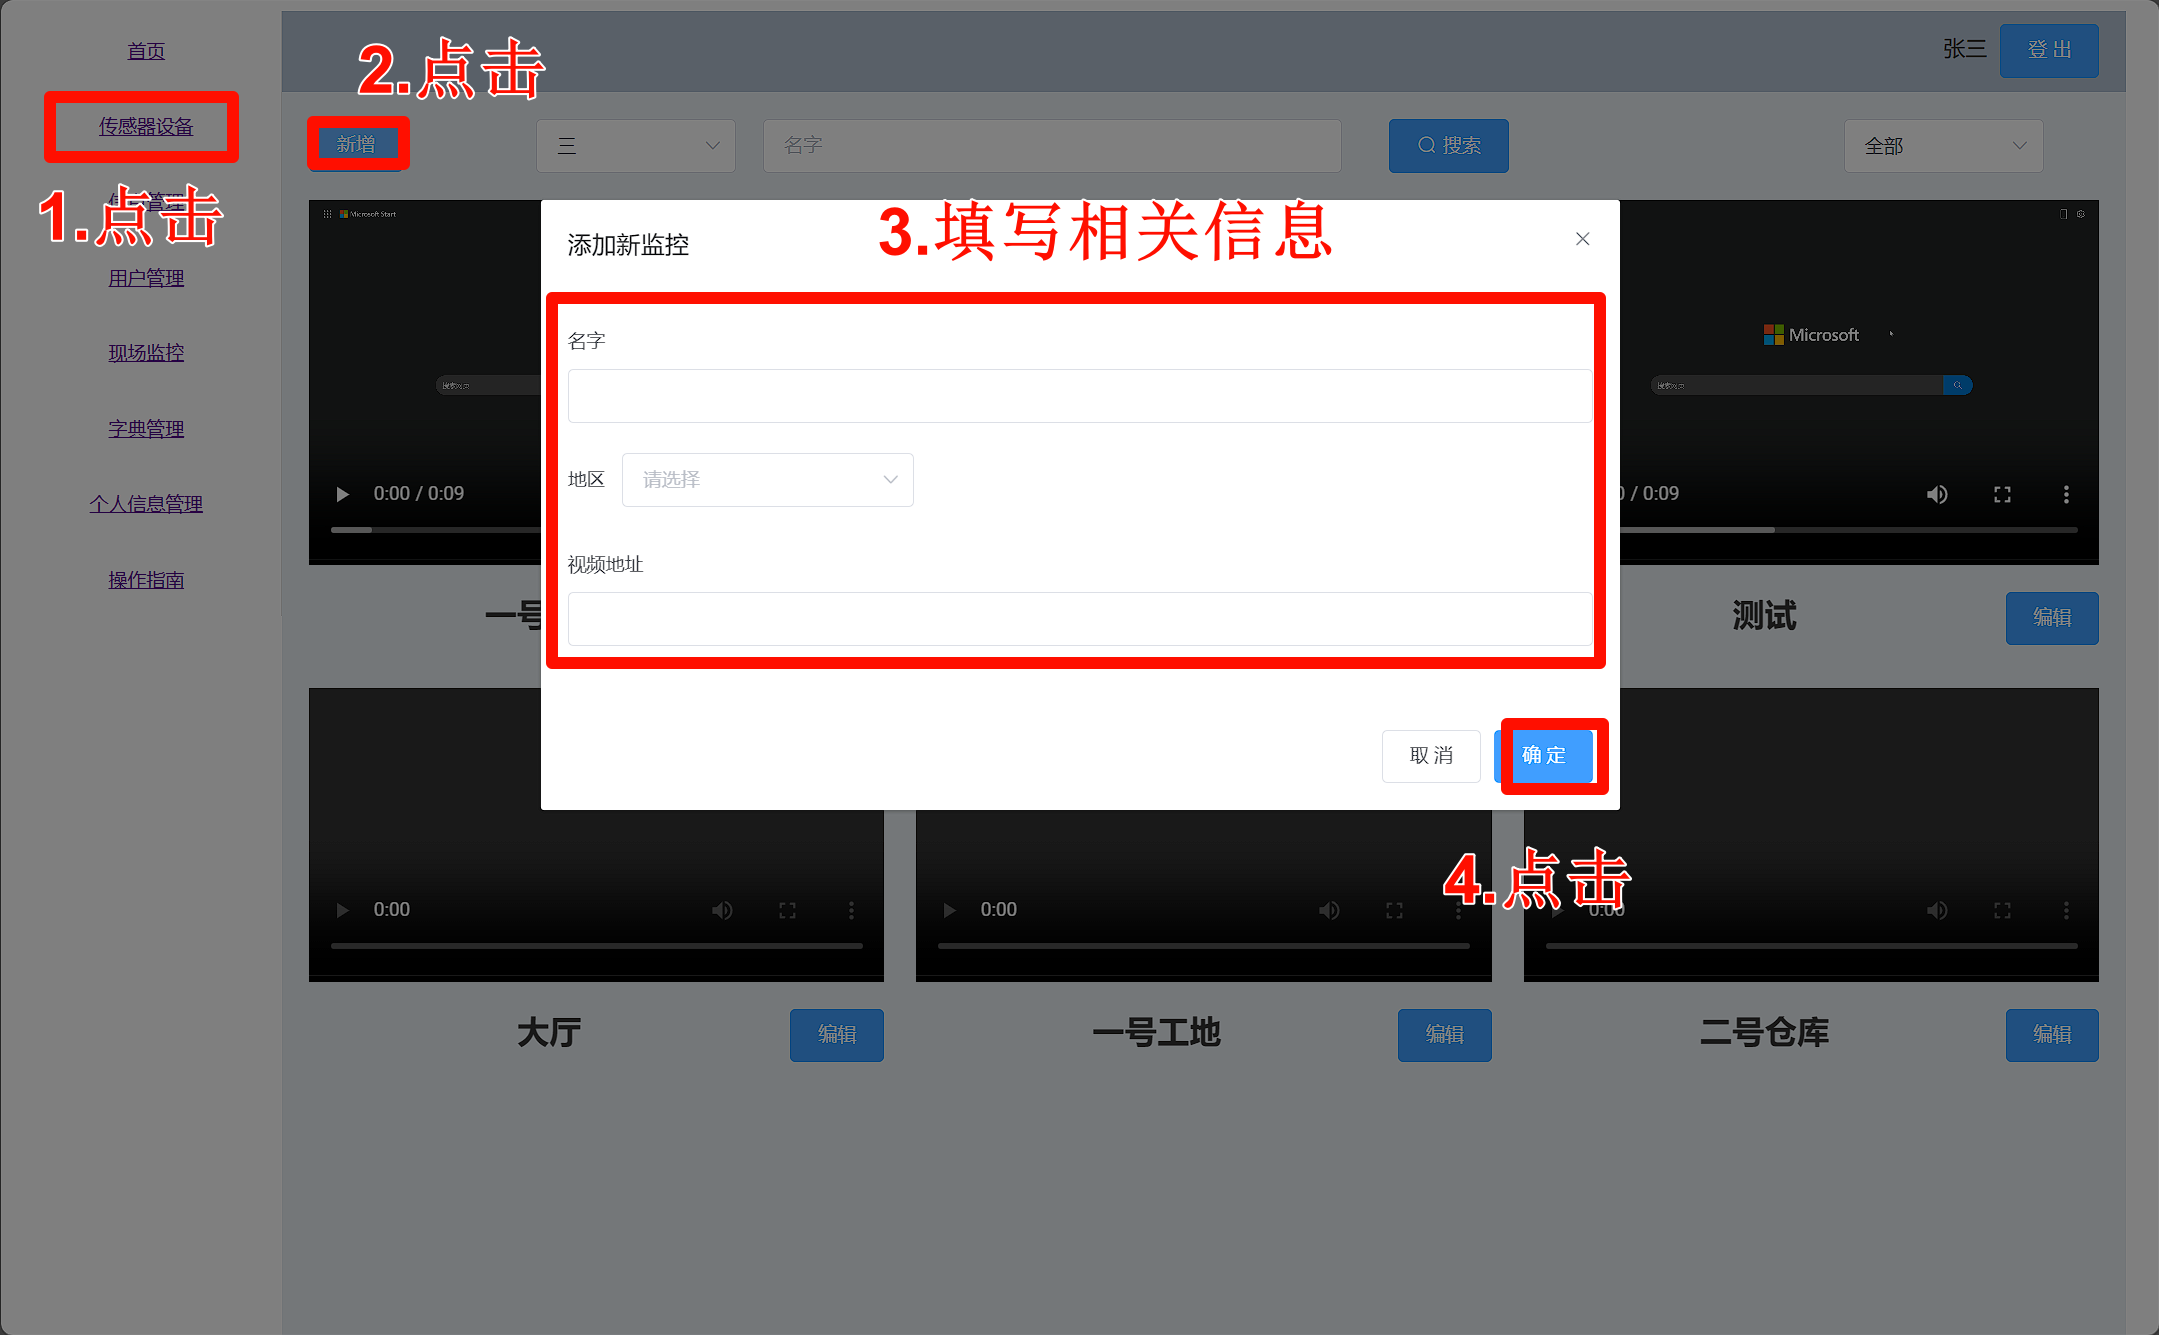 首页
传感器设备
1.点击
用户管理
现场监控
字典管理
个人信息管理
操作指南
2.点击
张三
登 出
新增
三
名字
搜索
全部
Microsoft Start
添加新监控
3.填写相关信息
名字
地区
请选择
视频地址
取 消
确 定
4.点击
0:00 / 0:09
Microsoft
/ 0:09
一号
测试
编辑
0:00
0:00
0:00
大厅
编辑
一号工地
编辑
二号仓库
编辑